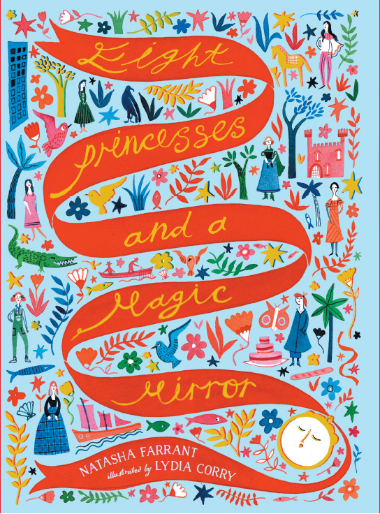 Eight
princesses
and a
Magic
Mirror
NATASHA FARRANT
illustrated by LYDIA CORRY